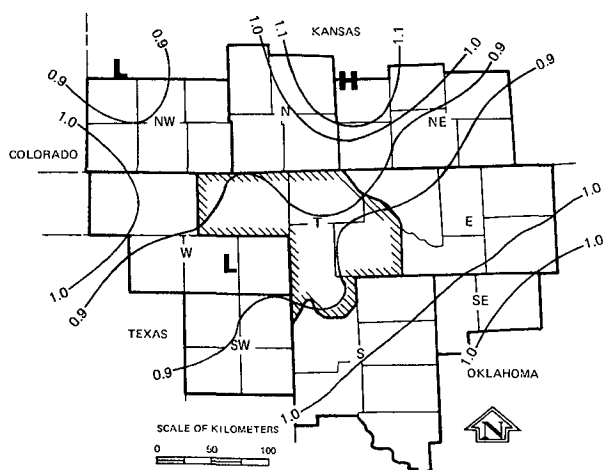 KANSAS
0.9
0.9
1.0
1.1
1.1
1.0
0.9
0.9
L
H
1.0
NW
N
NE
COLORADO
T
E
1.0
W
L
1.0
1.0
0.9
SE
TEXAS
SW
S
0.9
OKLAHOMA
1.0
1.0
SCALE OF KILOMETERS
0 50 100
N